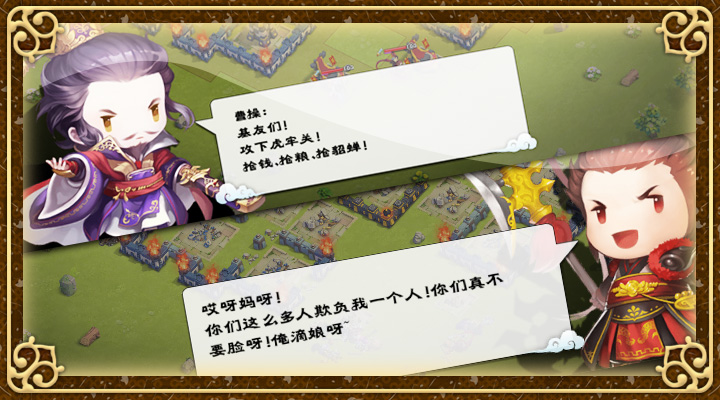 曹操:
基友们!
攻下虎牢关!
抢钱、抢粮、抢貂蝉!
哎呀妈呀!
你们这么多人欺负我一个人!你们真不
要脸呀!俺滴娘呀~